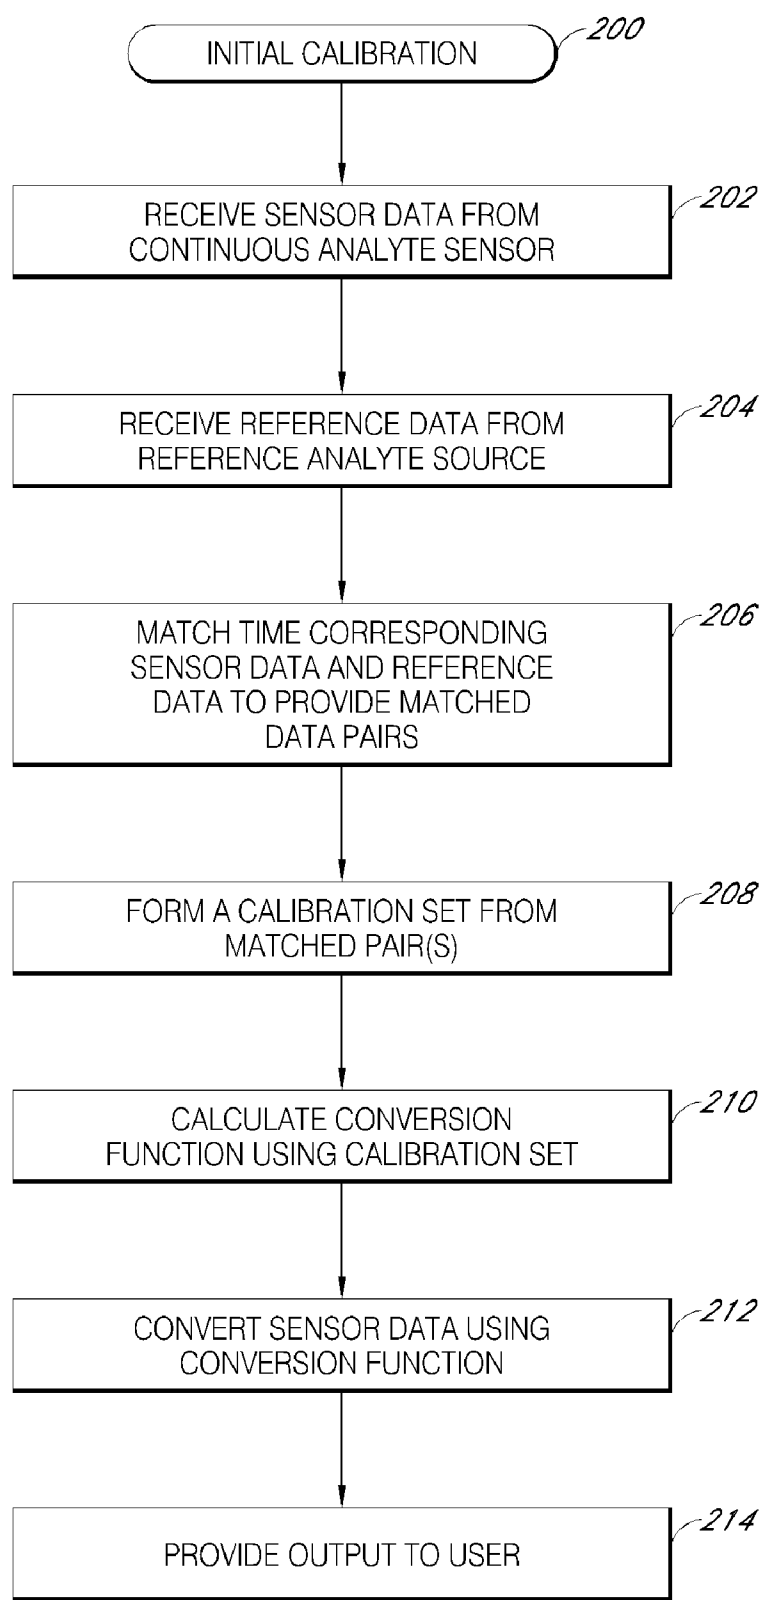 INITIAL CALIBRATION
200
RECEIVE SENSOR DATA FROM
CONTINUOUS ANALYTE SENSOR
202
RECEIVE REFERENCE DATA FROM
REFERENCE ANALYTE SOURCE
204
MATCH TIME CORRESPONDING
SENSOR DATA AND REFERENCE
DATA TO PROVIDE MATCHED
DATA PAIRS
206
FORM A CALIBRATION SET FROM
MATCHED PAIR(S)
208
CALCULATE CONVERSION
FUNCTION USING CALIBRATION SET
210
CONVERT SENSOR DATA USING
CONVERSION FUNCTION
212
PROVIDE OUTPUT TO USER
214